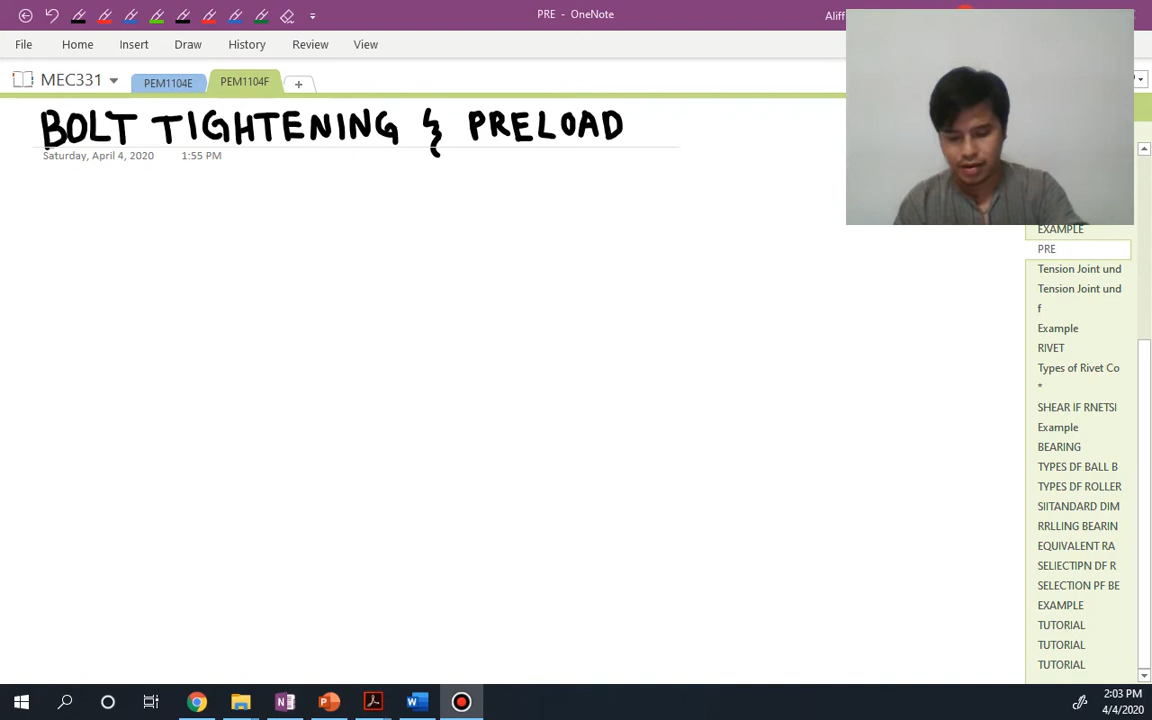 PRE - OneNote
Aliff
File Home Insert Draw History Review View
MEC331 PEM1104E PEM1104F +
BOLT TIGHTENING & PRELOAD
Saturday, April 4, 2020 1:55 PM
EXAMPLE
PRE
Tension Joint und
Tension Joint und
f
Example
RIVET
Types of Rivet Co
*
SHEAR IF RNETSI
Example
BEARING
TYPES DF BALL B
TYPES DF ROLLER
SIITANDARD DIM
RRLLING BEARIN
EQUIVALENT RA
SELIECTIPN DF R
SELECTION PF BE
EXAMPLE
TUTORIAL
TUTORIAL
TUTORIAL
2:03 PM
4/4/2020